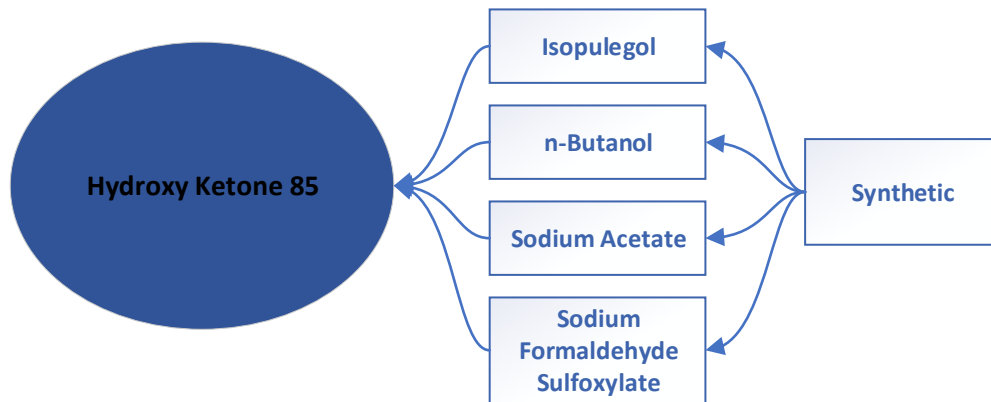 Hydroxy Ketone 85
Isopulegol
n-Butanol
Sodium Acetate
Sodium
Formaldehyde
Sulfoxylate
Synthetic